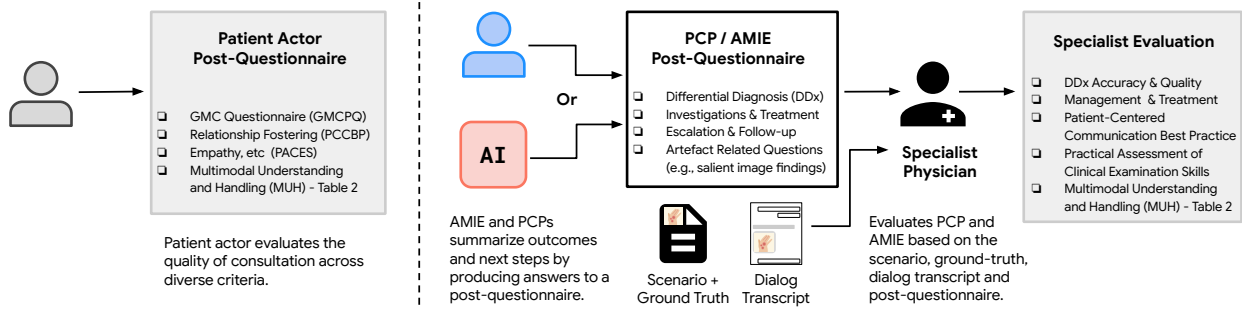 Patient Actor
Post-Questionnaire
❏ GMC Questionnaire (GMCPQ)
❏ Relationship Fostering (PCCBP)
❏ Empathy, etc (PACES)
❏ Multimodal Understanding
and Handling (MUH) - Table 2
Patient actor evaluates the
quality of consultation across
diverse criteria.
Or
AI
AMIE and PCPs
summarize outcomes
and next steps by
producing answers to a
post-questionnaire.
PCP / AMIE
Post-Questionnaire
❏ Differential Diagnosis (DDx)
❏ Investigations & Treatment
❏ Escalation & Follow-up
❏ Artefact Related Questions
(e.g., salient image findings)
Scenario +
Ground Truth
Dialog
Transcript
Specialist
Physician
Evaluates PCP and
AMIE based on the
scenario, ground-truth,
dialog transcript and
post-questionnaire.
Specialist Evaluation
❏ DDx Accuracy & Quality
❏ Management & Treatment
❏ Patient-Centered
Communication Best Practice
❏ Practical Assessment of
Clinical Examination Skills
❏ Multimodal Understanding
and Handling (MUH) - Table 2